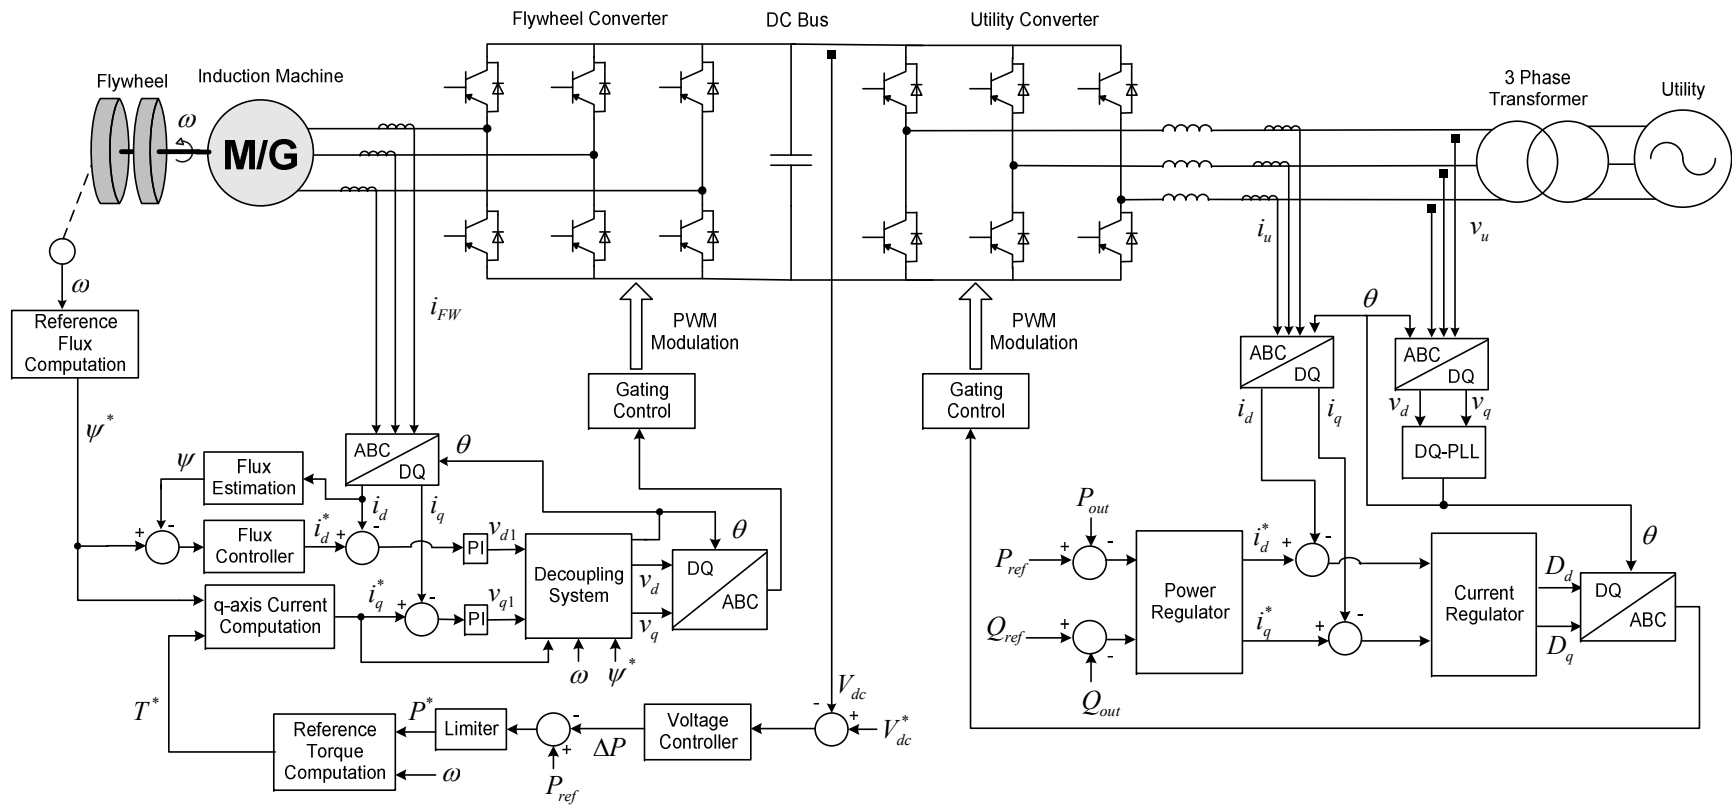 Flywheel Converter
DC Bus
Utility Converter
Flywheel
Induction Machine
3 Phase
Transformer
Utility
ω
M/G
i_u
v_u
ω
i_FW
θ
Reference
Flux
Computation
PWM
Modulation
PWM
Modulation
ABC
DQ
ABC
DQ
Gating
Control
Gating
Control
i_d
i_q
v_d
v_q
ψ*
ABC
DQ
θ
DQ-PLL
ψ
Flux
Estimation
i_d
i_q
P_out
+
-
Flux
Controller
i_d*
+
-
PI
v_d1
Decoupling
System
v_d
v_q
θ
DQ
ABC
P_ref
+
-
Power
Regulator
i_d*
+
-
Current
Regulator
D_d
D_q
θ
DQ
ABC
q-axis Current
Computation
i_q*
+
-
PI
v_q1
Q_ref
+
-
i_q*
+
-
ω
ψ*
Q_out
T*
Reference
Torque
Computation
P*
Limiter
-
+
ΔP
Voltage
Controller
V_dc
-
+
V_dc*
ω
P_ref